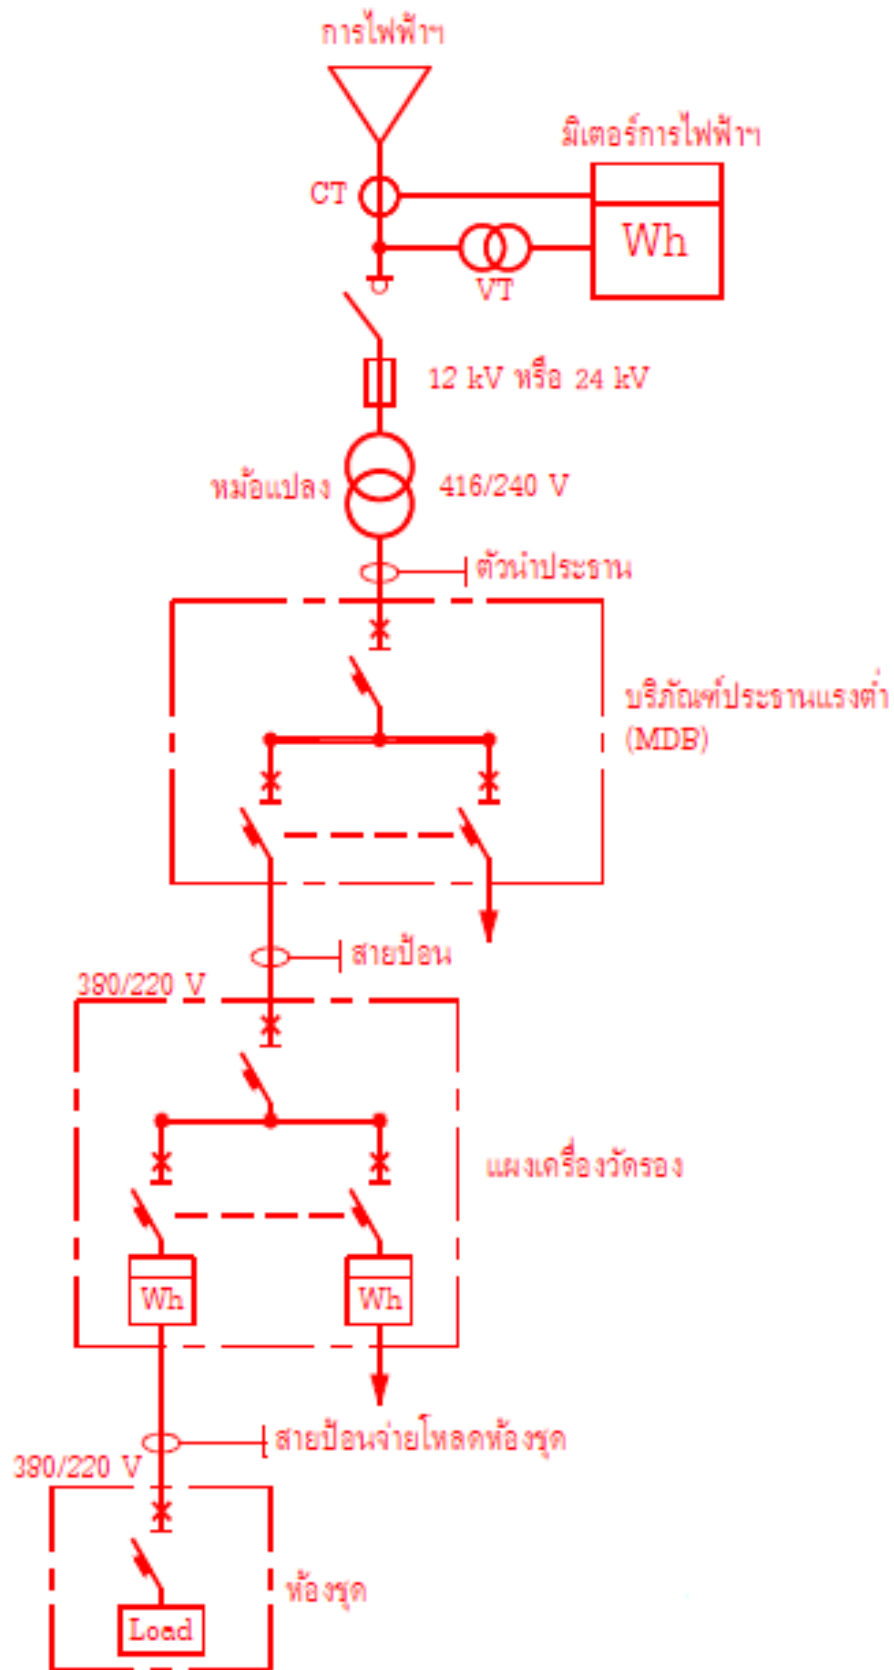 การไฟฟ้าฯ
มิเตอร์การไฟฟ้าฯ
CT
Wh
VT
12 kV หรือ 24 kV
หม้อแปลง
416/240 V
ตัวนำประธาน
บริภัณฑ์ประธานแรงต่ำ
(MDB)
สายป้อน
380/220 V
แผงเครื่องวัดรอง
Wh
Wh
สายป้อนจ่ายโหลดห้องชุด
380/220 V
ห้องชุด
Load